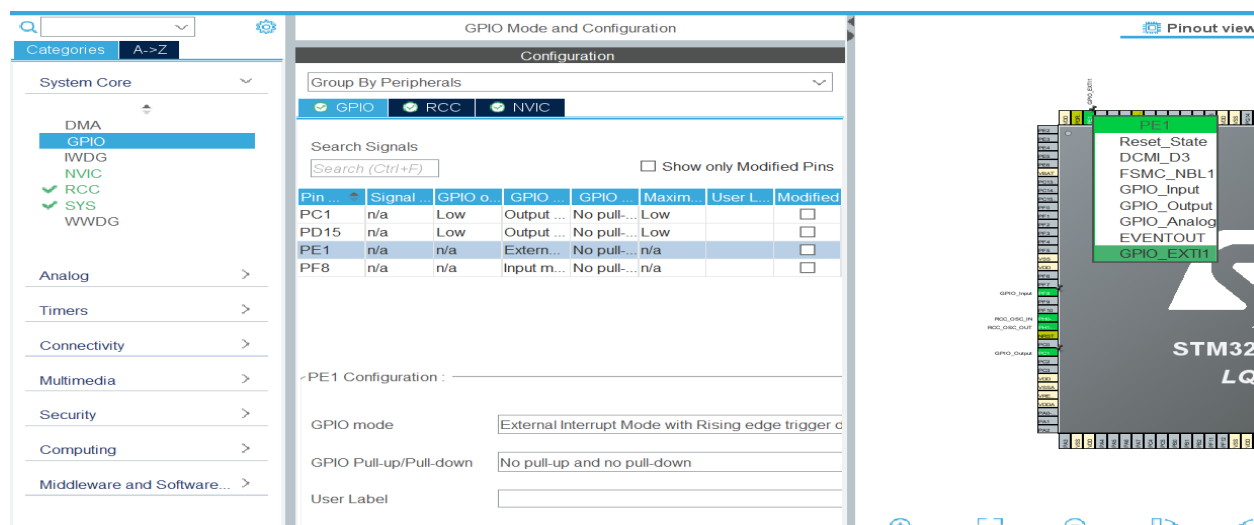 GPIO Mode and Configuration
Pinout view
Categories
A->Z
Configuration
System Core
Group By Peripherals
GPIO
RCC
NVIC
DMA
GPIO
IWDG
NVIC
RCC
SYS
WWDG
Search Signals
Search (Ctrl+F)
Show only Modified Pins
Pin ... Signal... GPIO o... GPIO ... GPIO ... Maxim... User L... Modified
PC1 n/a Low Output ... No pull-... Low
PD15 n/a Low Output ... No pull-... Low
PE1 n/a n/a Extern... No pull-... n/a
PF8 n/a n/a Input m... No pull-... n/a
Analog
Timers
Connectivity
Multimedia
Security
Computing
Middleware and Software...
PE1 Configuration :
GPIO mode
External Interrupt Mode with Rising edge trigger d
GPIO Pull-up/Pull-down
No pull-up and no pull-down
User Label
GPIO_EXTI1
PE1
Reset_State
DCMI_D3
FSMC_NBL1
GPIO_Input
GPIO_Output
GPIO_Analog
EVENTOUT
GPIO_EXTI1
GPIO_Input
RCC_OSC_IN
RCC_OSC_OUT
GPIO_Output
STM32
LQ